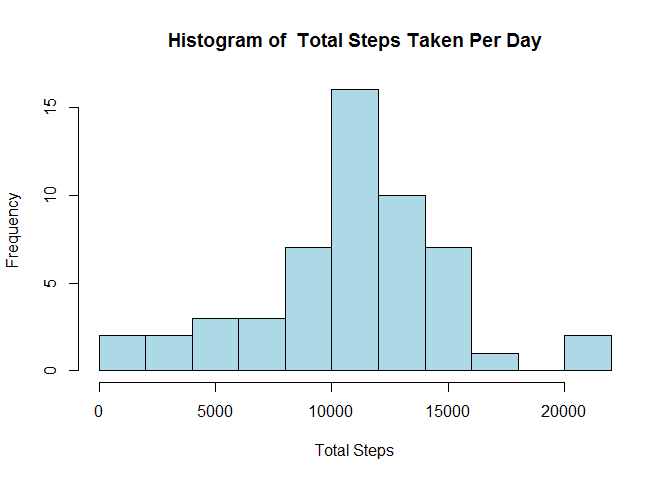 Histogram of  Total Steps Taken Per Day
Frequency
15
10
5
0
0 5000 10000 15000 20000
Total Steps